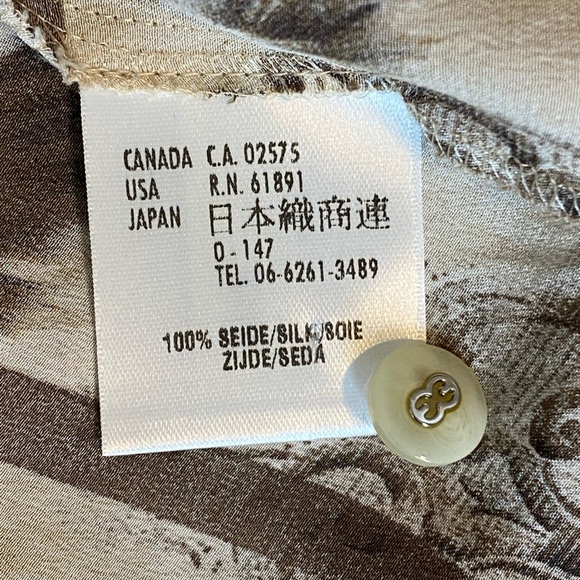 CANADA C.A. 02575
USA R.N. 61891
JAPAN 日本織商連
O-147
TEL. 06-6261-3489
100% SEIDE/SILK/SOIE
ZIJDE/SEDA